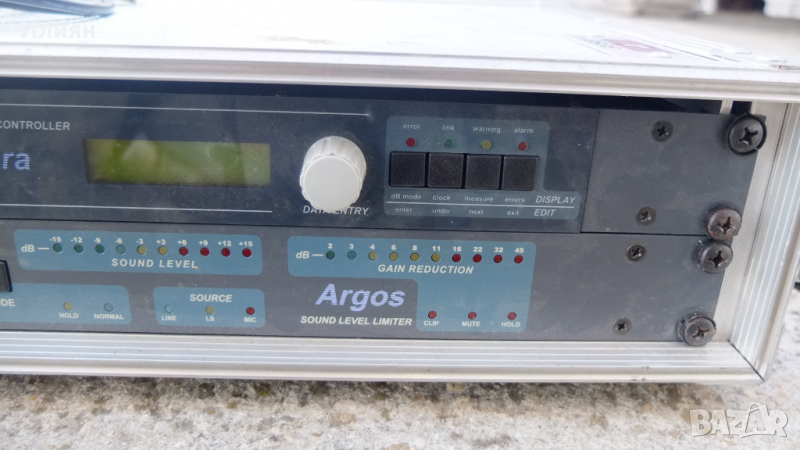 CONTROLLER
ra
error link warning alarm
dB mode clock measure errors DISPLAY
enter undo next exit EDIT
DATA ENTRY
-15 -12 -9 -6 -3 +3 +6 +9 +12 +15
dB
SOUND LEVEL
2 3 4 6 8 11 16 22 32 45
dB
GAIN REDUCTION
ODE
HOLD NORMAL
SOURCE
LINE LS MIC
Argos
SOUND LEVEL LIMITER
CLIP MUTE HOLD
BAZAR